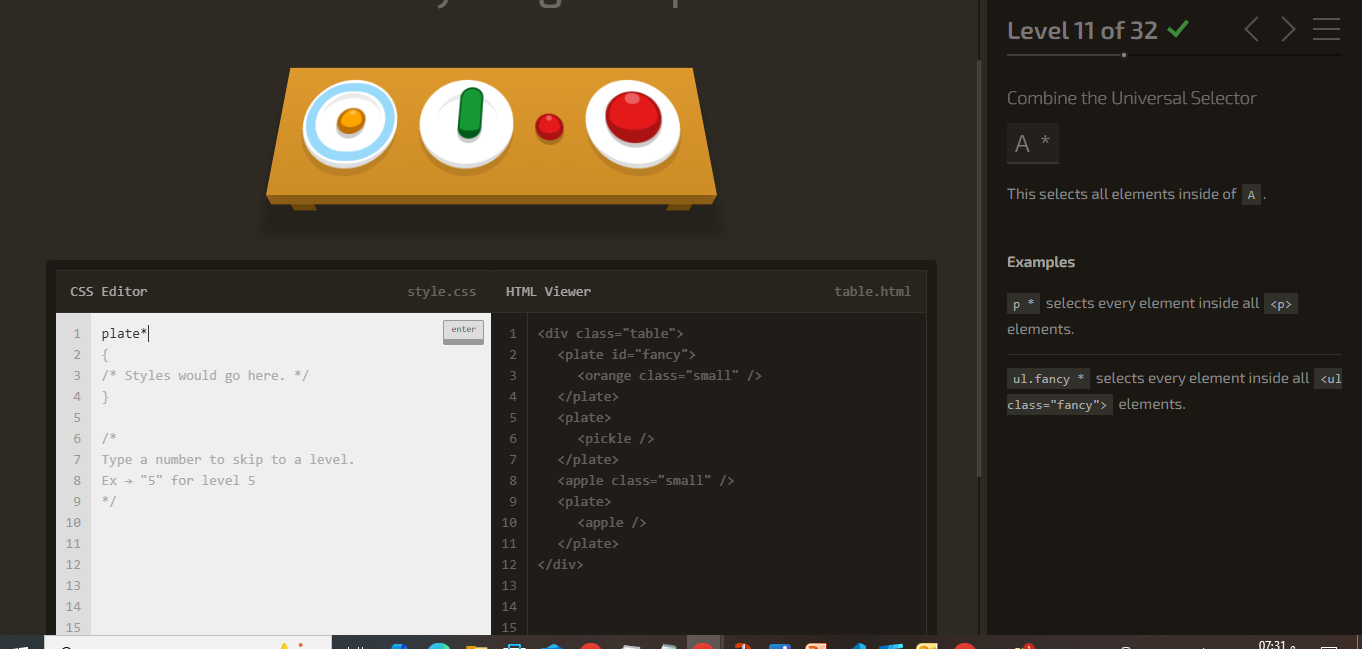 Level 11 of 32
Combine the Universal Selector
A *
This selects all elements inside of A .
Examples
p * selects every element inside all <p>
elements.
ul.fancy * selects every element inside all <ul
class="fancy"> elements.
CSS Editor style.css
HTML Viewer table.html
enter
1 plate*
2 {
3 /* Styles would go here. */
4 }
5
6 /*
7 Type a number to skip to a level.
8 Ex → "5" for level 5
9 */
10
11
12
13
14
15
1 <div class="table">
2 <plate id="fancy">
3 <orange class="small" />
4 </plate>
5 <plate>
6 <pickle />
7 </plate>
8 <apple class="small" />
9 <plate>
10 <apple />
11 </plate>
12 </div>
13
14
15
07:31